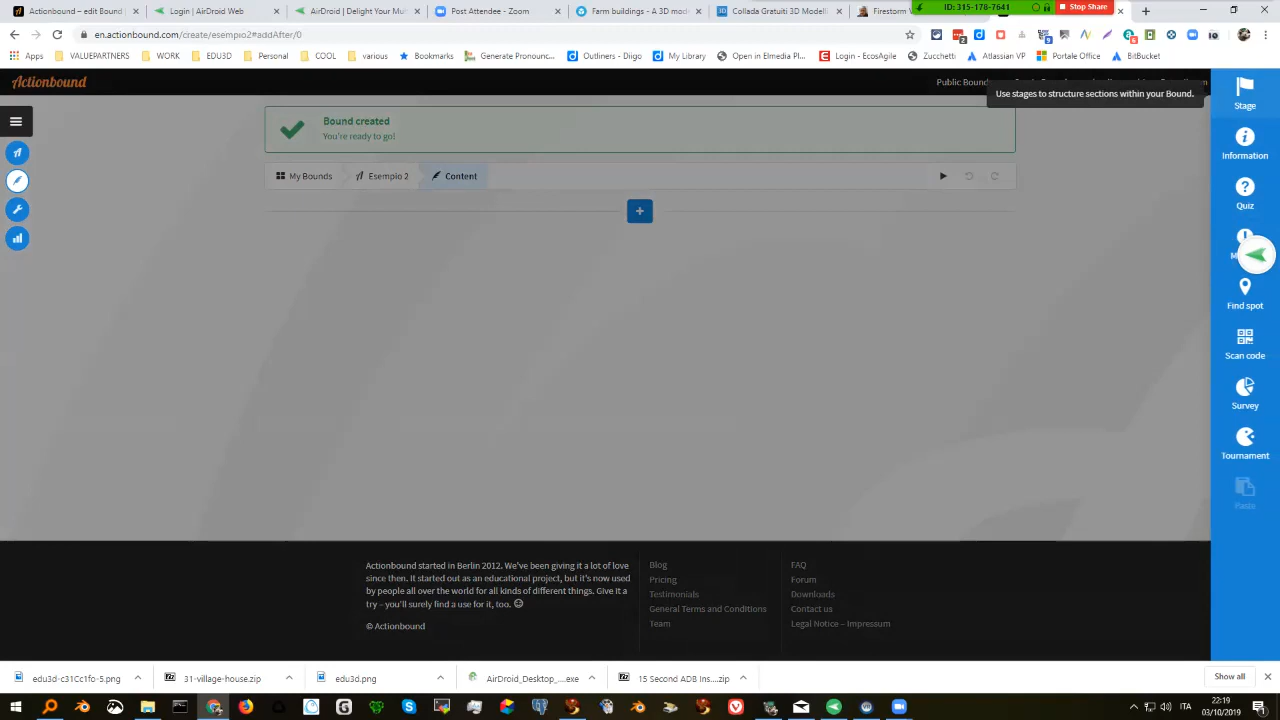 Actionbound – edit Bound
Login | AirDroid Web
AirDroid | Delight Your Mu
Post Attendee - Zoom
Farm buildings - A 3D mod
Collada Gratuiti 3D Modelli
Firestorm
ID: 315-178-7641
Stop Share
en.actionbound.com/create/esempio2#addAfter/0
Apps
VALUEPARTNERS
WORK
EDU3D
Personal
COOL
various
Bookmarks
Generate Pronounc...
Outliners - Diigo
My Library
Open in Elmedia Pl...
Login - EcosAgile
Zucchetti
Atlassian VP
Portale Office
BitBucket
Actionbound
Public Bounds
Use stages to structure sections within your Bound.
Bound created
You're ready to go!
My Bounds
Esempio 2
Content
Stage
Information
Quiz
Find spot
Scan code
Survey
Tournament
Paste
Actionbound started in Berlin 2012. We've been giving it a lot of love
since then. It started out as an educational project, but it's now used
by people all over the world for all kinds of different things. Give it a
try – you'll surely find a use for it, too.
© Actionbound
Blog
Pricing
Testimonials
General Terms and Conditions
Team
FAQ
Forum
Downloads
Contact us
Legal Notice – Impressum
edu3d-c31Cc1fo-5.png
31-village-house.zip
edu3d.png
AirDroid_Desktop_....exe
15 Second ADB Ins....zip
Show all
ITA
22:19
03/10/2019